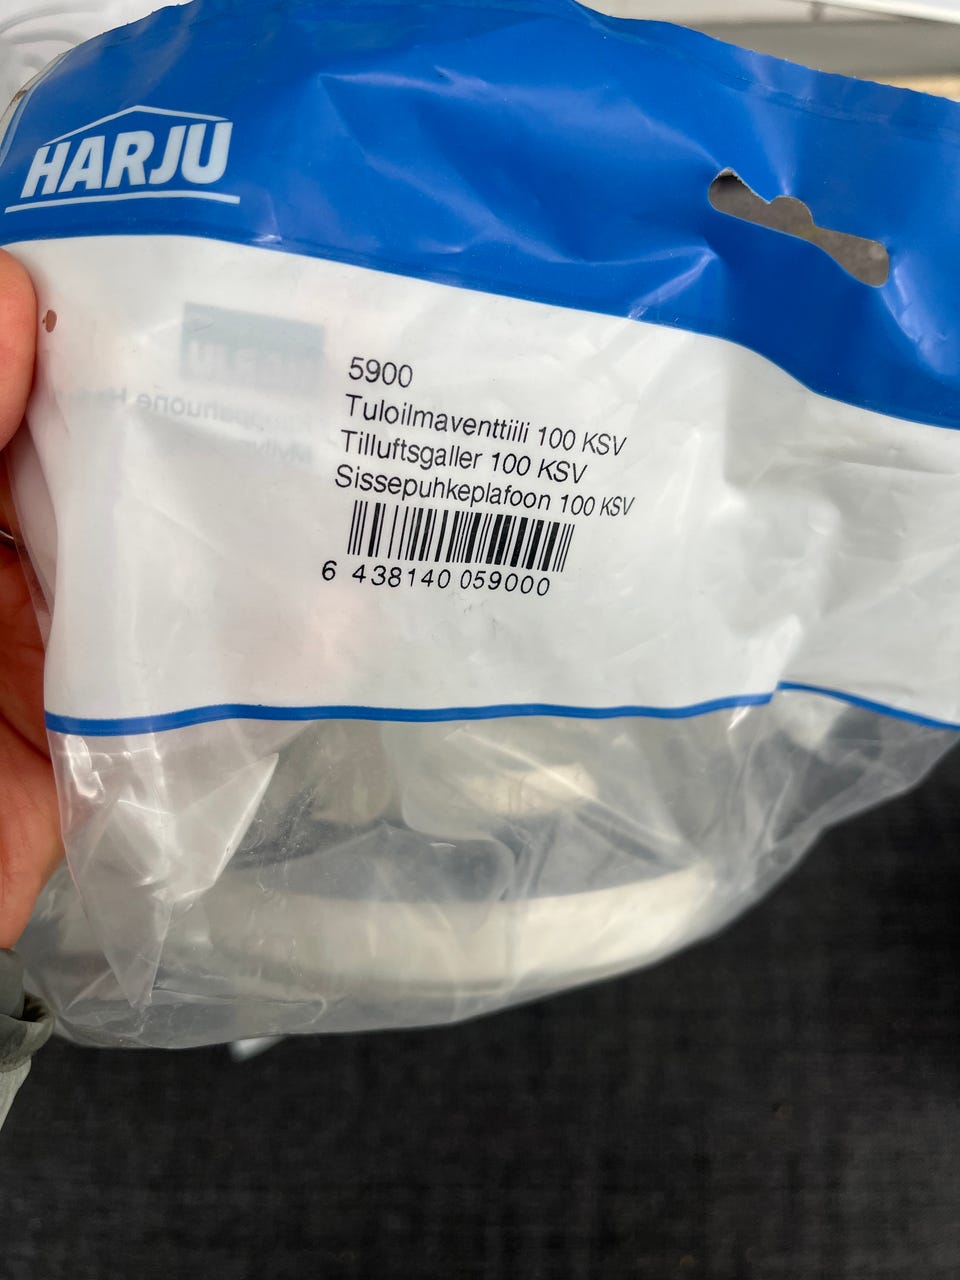 HARJU
5900
Tuloilmaventtiili 100 KSV
Tilluftsgaller 100 KSV
Sissepuhkeplafoon 100 KSV
6 438140 059000